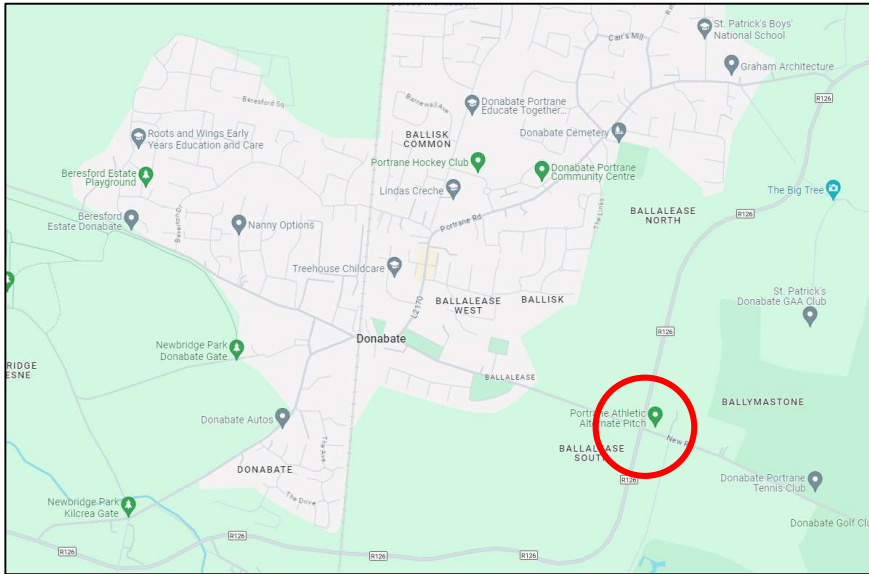 St. Patrick's Boys'
National School
Carr's Mill
Graham Architecture
R126
Beresford Sq
Barnewall Ave
Donabate Portrane
Educate Together...
Roots and Wings Early
Years Education and Care
BALLISK
COMMON
Donabate Cemetery
Portrane Hockey Club
Donabate Portrane
Community Centre
Beresford Estate
Playground
Lindas Creche
The Big Tree
Beresford
Estate Donabate
Beverton Dr
Nanny Options
Portrane Rd
The Links
BALLALEASE
NORTH
R126
Treehouse Childcare
L2170
BALLALEASE
WEST
BALLISK
St. Patrick's
Donabate GAA Club
R126
Donabate
Newbridge Park
Donabate Gate
RIDGE
ESNE
BALLALEASE
BALLYMASTONE
Portrane Athletic
Alternate Pitch
Donabate Autos
New R
BALLALEASE
SOUTH
The Ave
DONABATE
R126
Donabate Portrane
Tennis Club
The Drive
Newbridge Park
Kilcrea Gate
Donabate Golf Clu
R126
R126
R126
R126